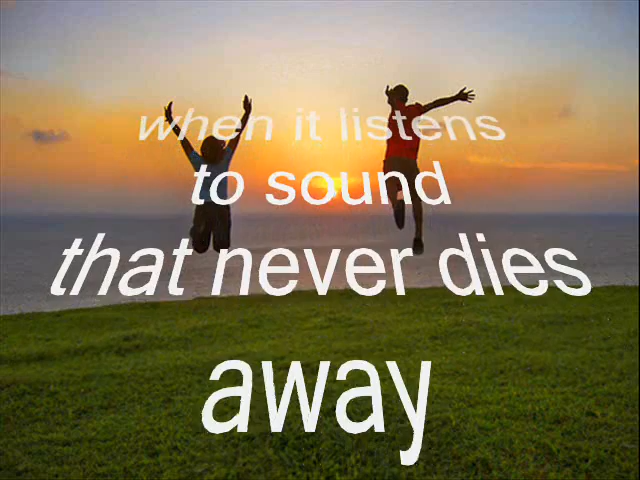 when it listens
to sound
that never dies
away